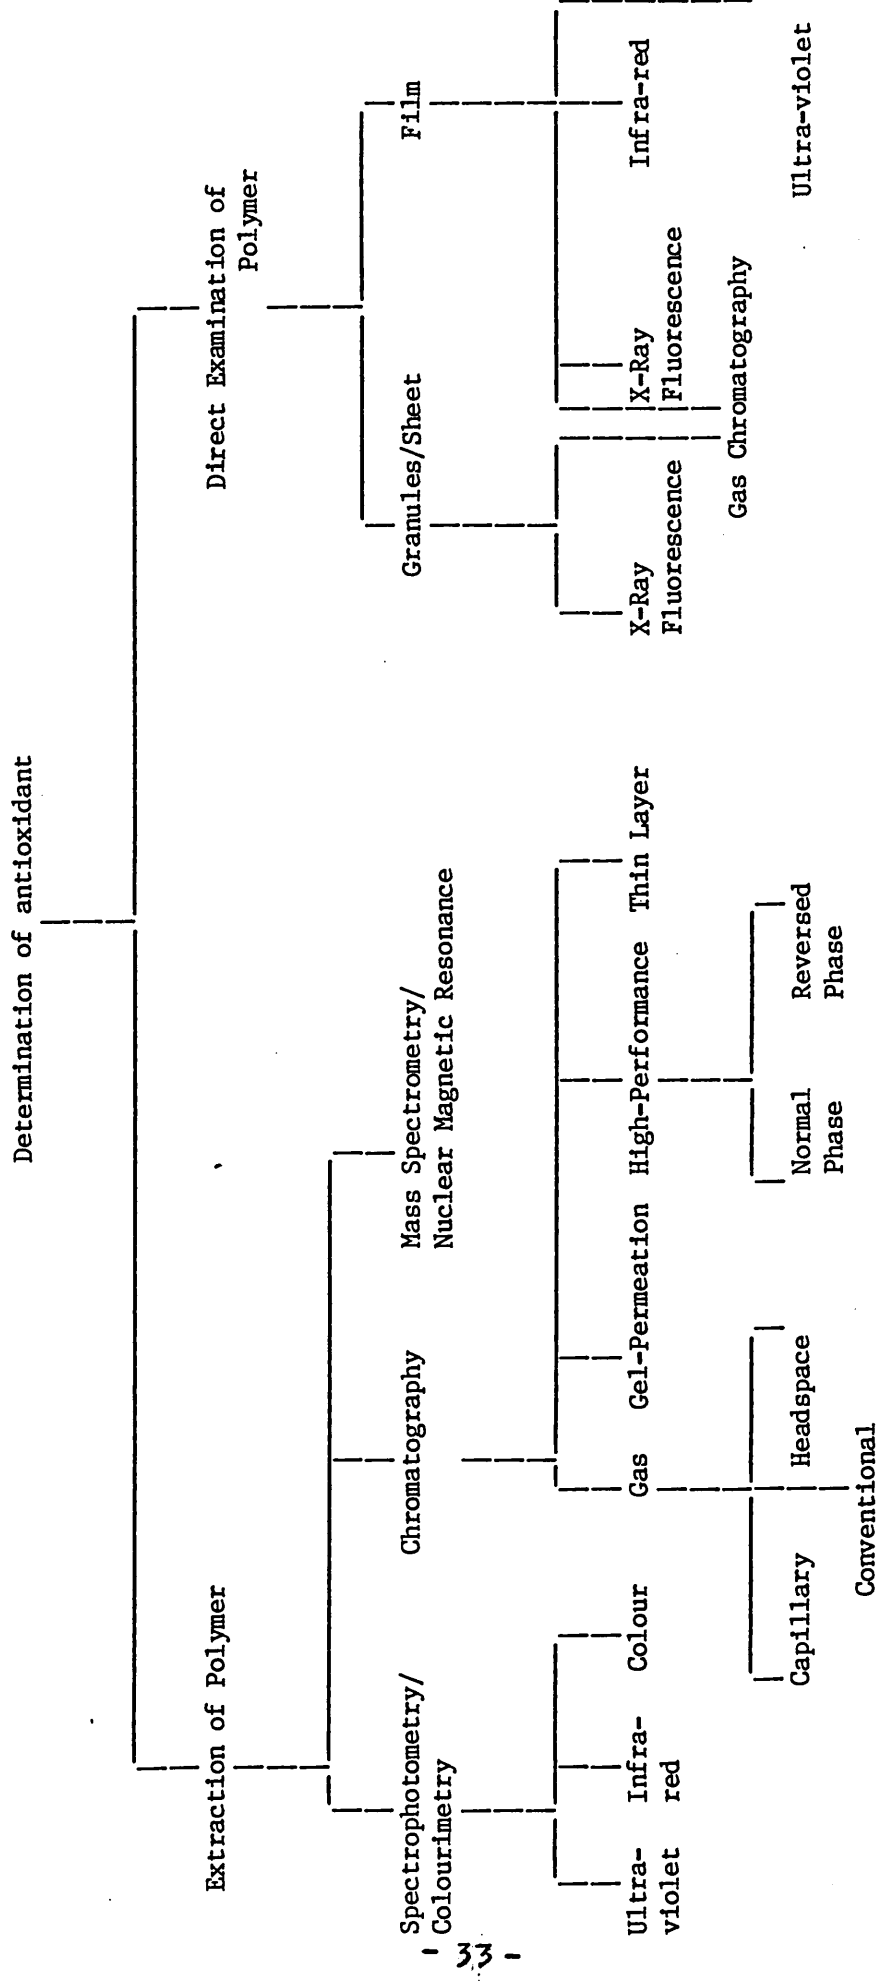 Determination of antioxidant
Extraction of Polymer
Direct Examination of
Polymer
Spectrophotometry/
Colourimetry
Chromatography
Mass Spectrometry/
Nuclear Magnetic Resonance
Granules/Sheet
Film
Ultra-
violet
Infra-
red
Colour
Gas
Gel-Permeation
High-Performance
Thin Layer
X-Ray
Fluorescence
X-Ray
Fluorescence
Infra-red
Gas Chromatography
Capillary
Headspace
Normal
Phase
Reversed
Phase
Ultra-violet
Conventional
- 33 -